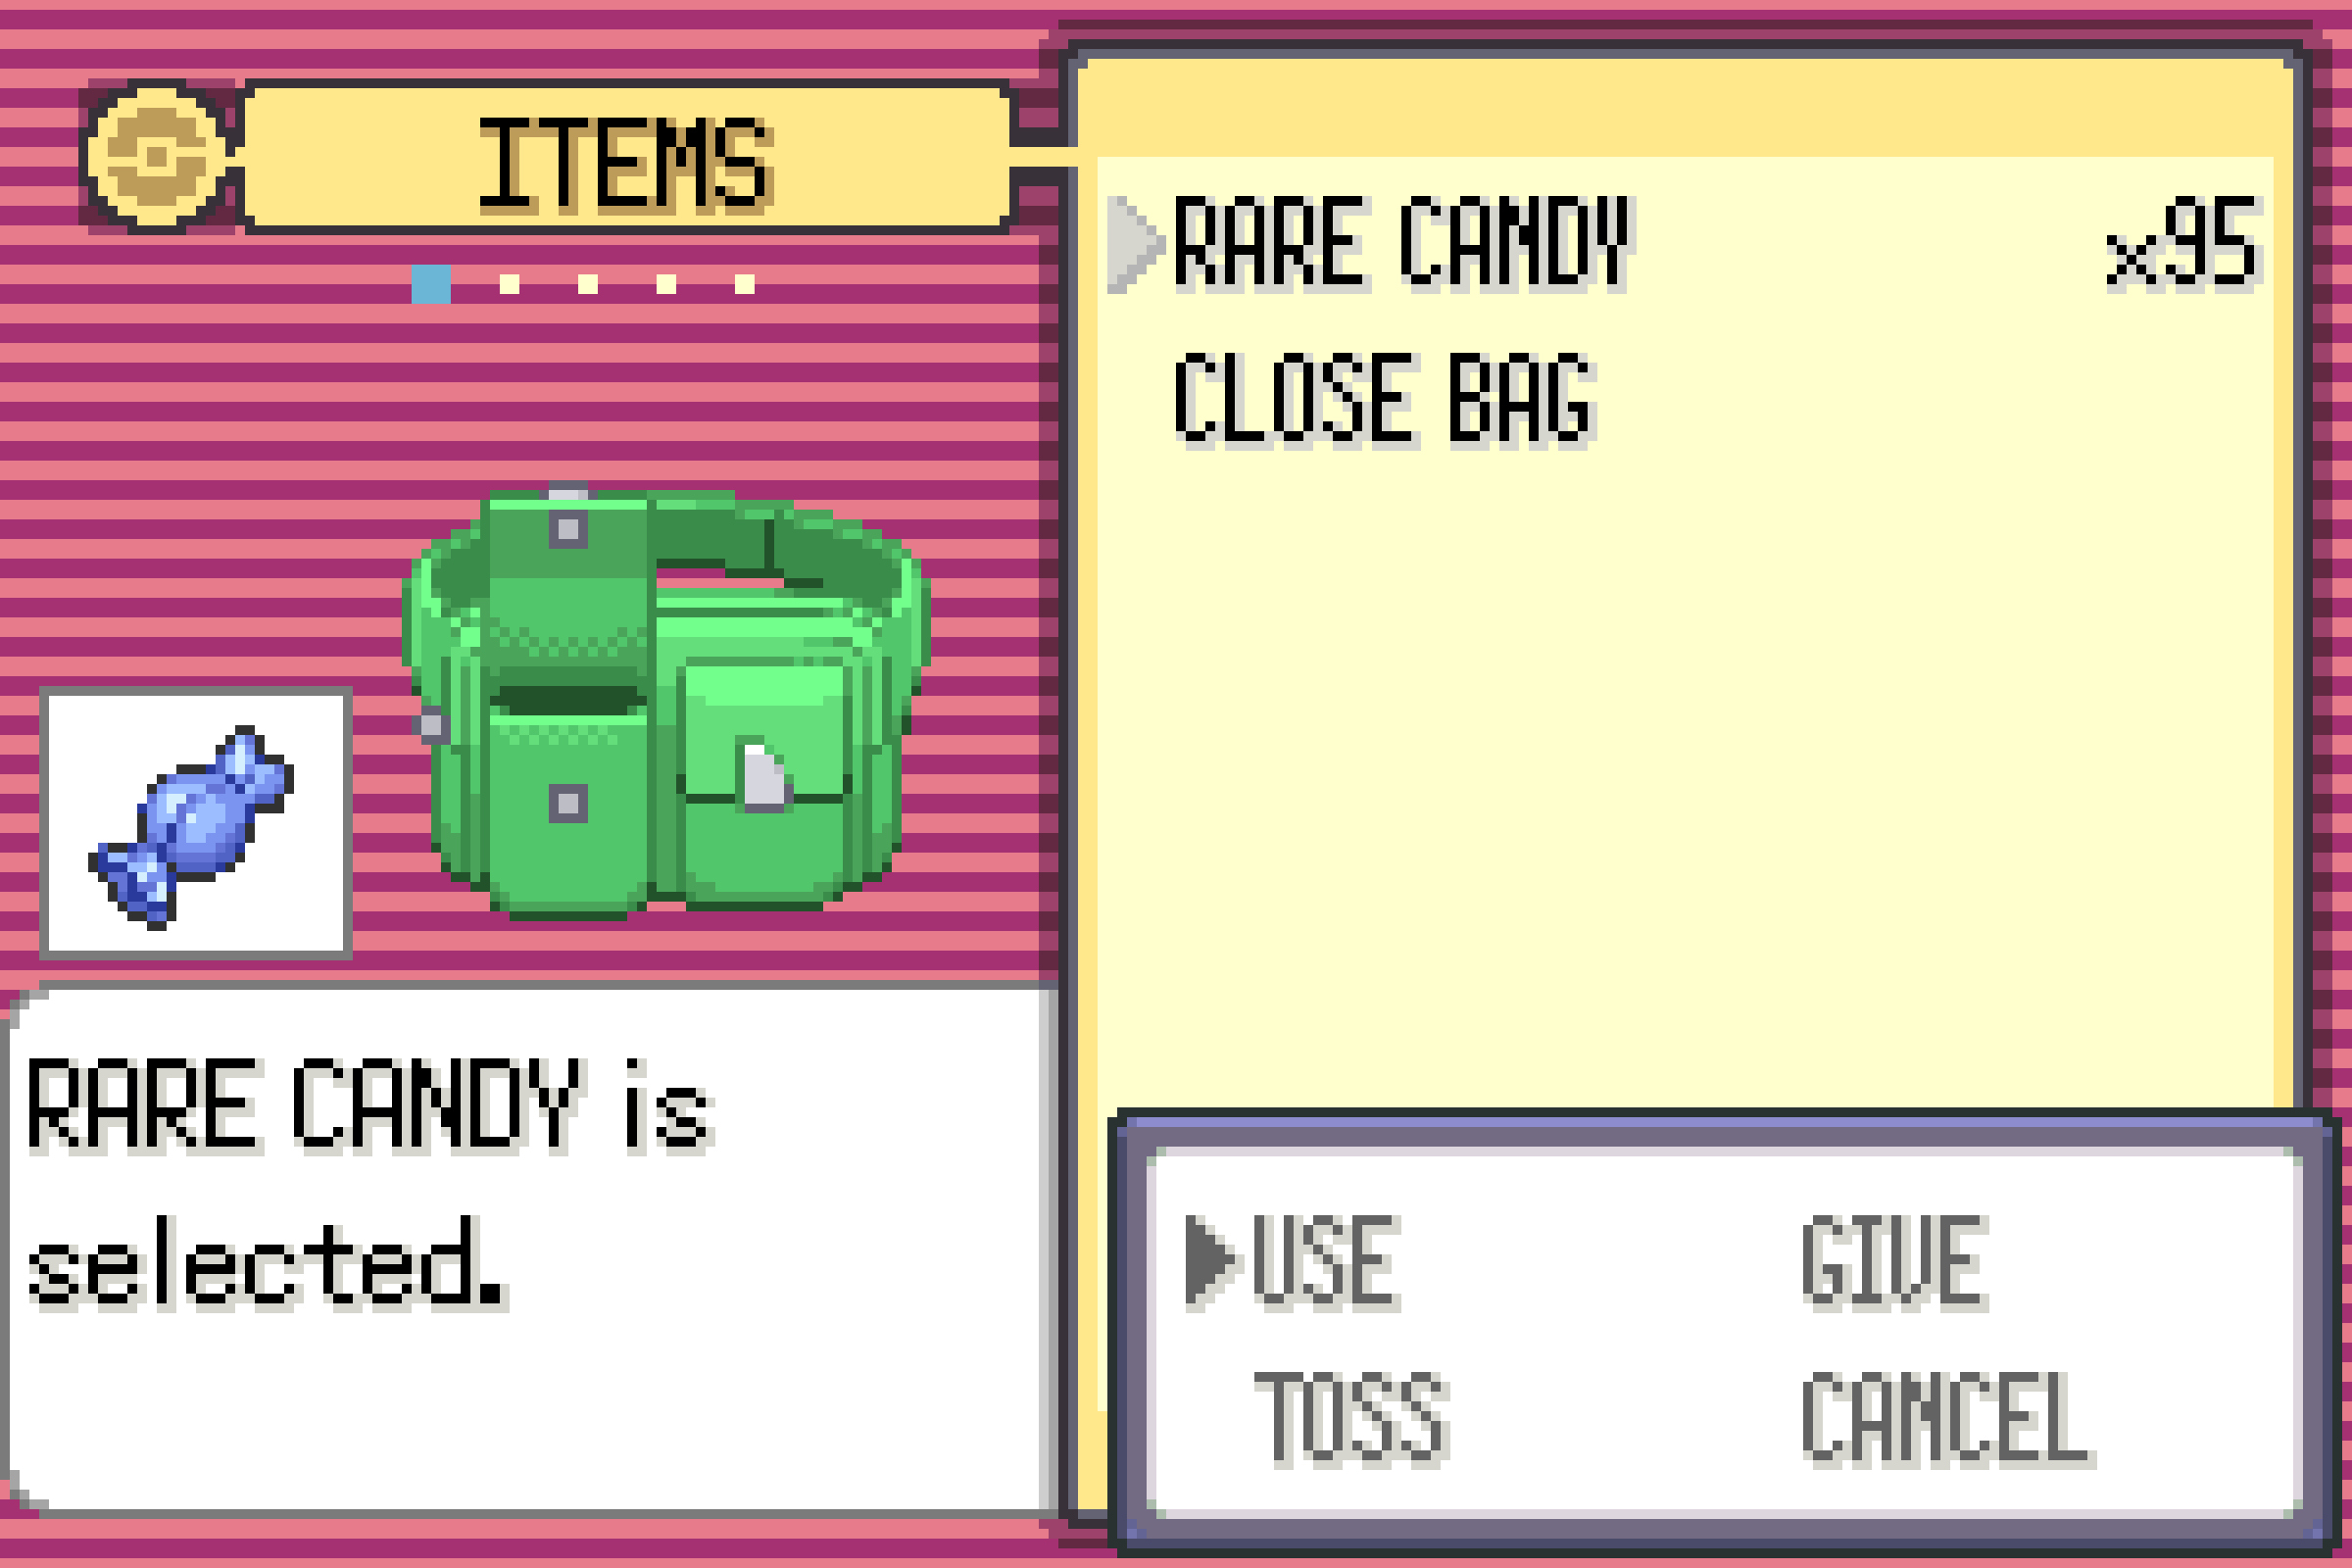 ITEMS
RARE CANDY x95
CLOSE BAG
RARE CANDY is
selected.
USE GIVE
TOSS CANCEL